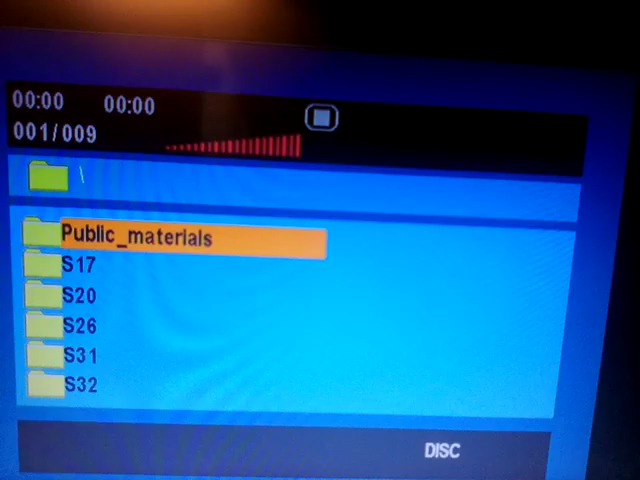 00:00 00:00
001/009
\
Public_materials
S17
S20
S26
S31
S32
DISC